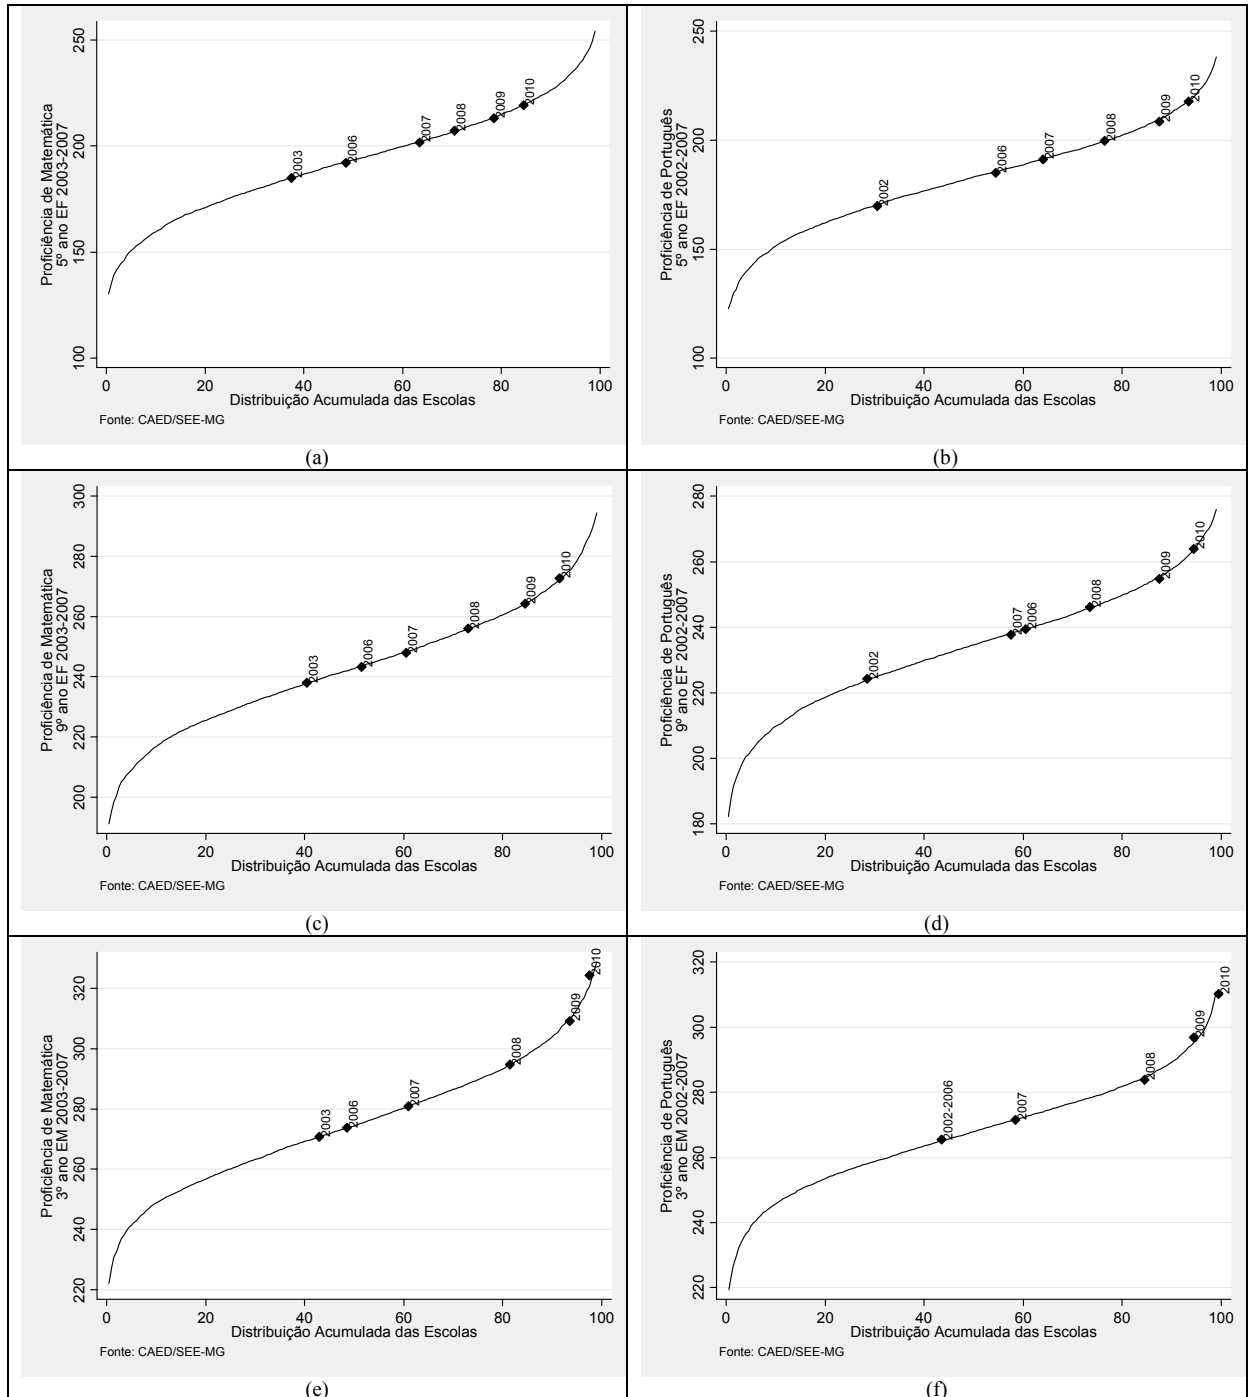 250
200
150
100
Proficiência de Matemática
5º ano EF 2003-2007
2003
2006
2007
2008
2009
2010
0 20 40 60 80 100
Distribuição Acumulada das Escolas
Fonte: CAED/SEE-MG
(a)
250
200
150
100
Proficiência de Português
5º ano EF 2002-2007
2002
2006
2007
2008
2009
2010
0 20 40 60 80 100
Distribuição Acumulada das Escolas
Fonte: CAED/SEE-MG
(b)
300
280
260
240
220
200
Proficiência de Matemática
9º ano EF 2003-2007
2003
2006
2007
2008
2009
2010
0 20 40 60 80 100
Distribuição Acumulada das Escolas
Fonte: CAED/SEE-MG
(c)
280
260
240
220
200
180
Proficiência de Português
9º ano EF 2002-2007
2002
2007
2006
2008
2009
2010
0 20 40 60 80 100
Distribuição Acumulada das Escolas
Fonte: CAED/SEE-MG
(d)
320
300
280
260
240
220
Proficiência de Matemática
3º ano EM 2003-2007
2003
2006
2007
2008
2009
2010
0 20 40 60 80 100
Distribuição Acumulada das Escolas
Fonte: CAED/SEE-MG
(e)
320
300
280
260
240
220
Proficiência de Português
3º ano EM 2002-2007
2002-2006
2007
2008
2009
2010
0 20 40 60 80 100
Distribuição Acumulada das Escolas
Fonte: CAED/SEE-MG
(f)